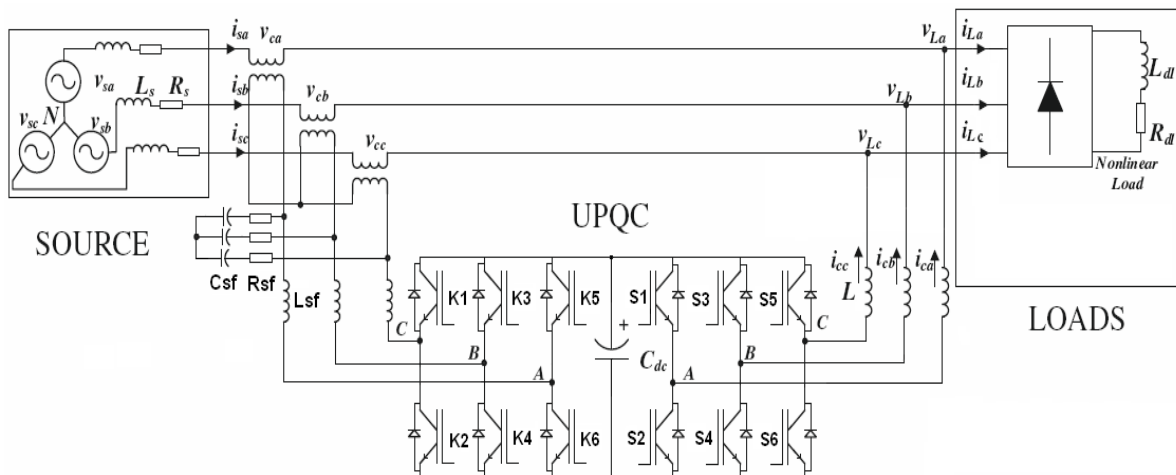 isa
vca
vLa
iLa
vsa
Ls
Rs
isb
vcb
vLb
iLb
Ldl
vsc
N
vsb
isc
vcc
vLc
iLc
Rdl
Nonlinear
Load
SOURCE
UPQC
Csf
Rsf
Lsf
K1
K3
K5
S1
S3
S5
icc
icb
ica
L
LOADS
C
B
A
+
Cdc
A
B
C
K2
K4
K6
S2
S4
S6